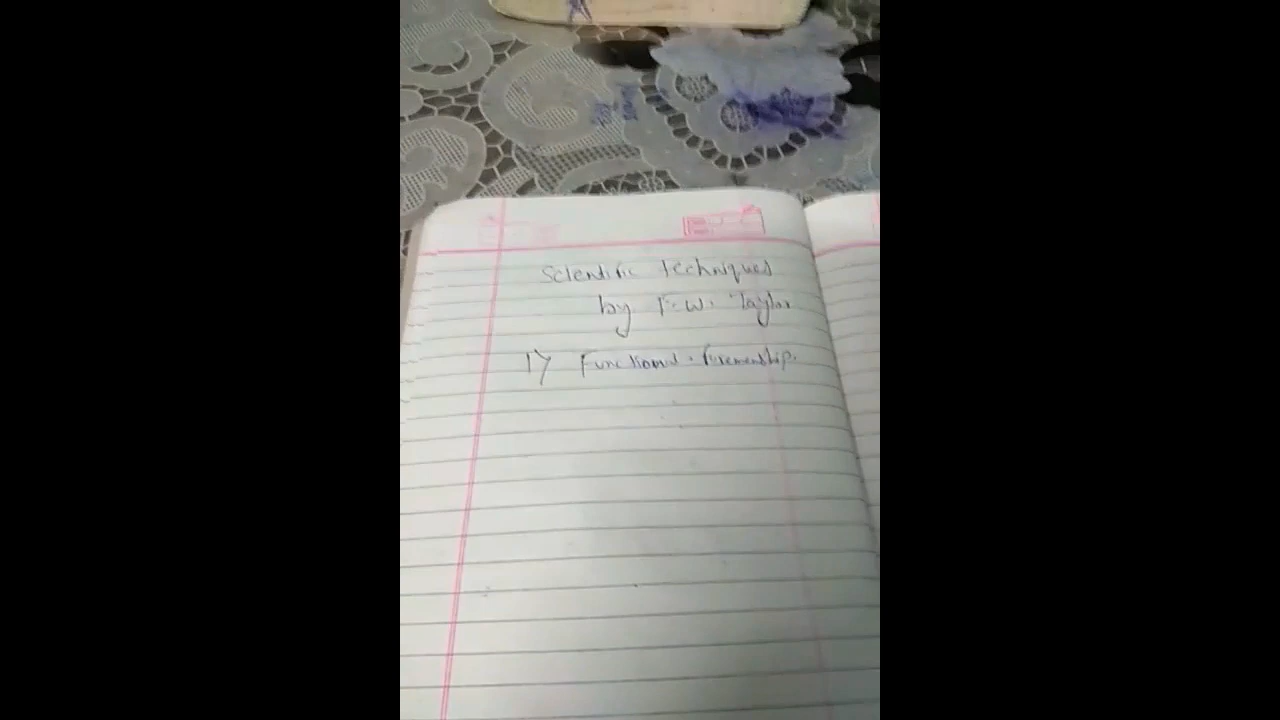 Scientific techniques
by F.W. Taylor
1) Functional Foremanship.